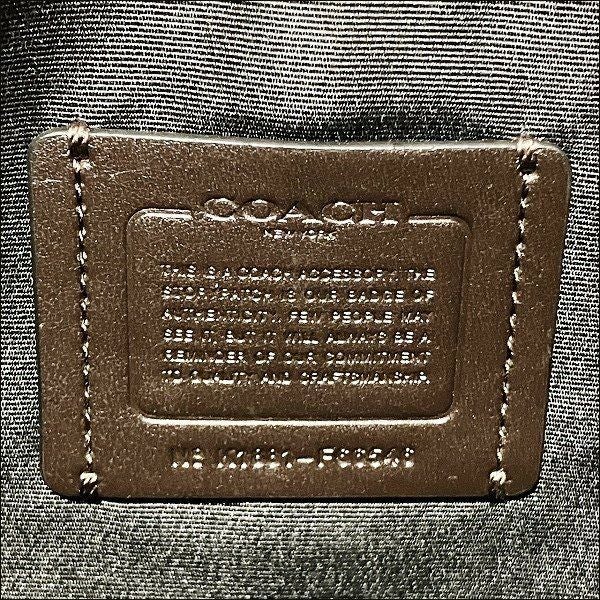 COACH
NEW YORK
THIS IS A COACH ACCESSORY. THE
STORYPATCH IS OUR BADGE OF
AUTHENTICITY. FEW PEOPLE MAY
SEE IT, BUT IT WILL ALWAYS BE A
REMINDER OF OUR COMMITMENT
TO QUALITY AND CRAFTSMANSHIP.
Nº